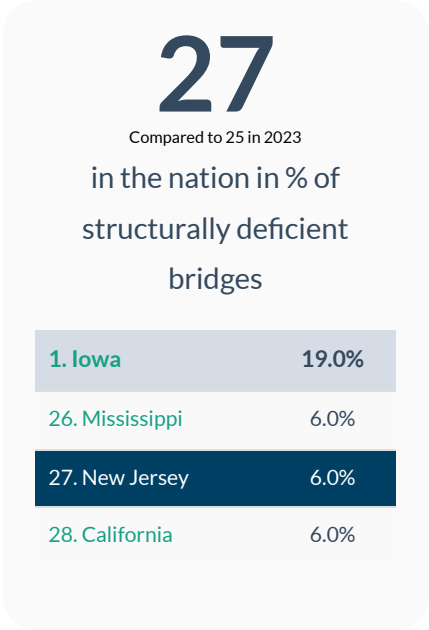 27
Compared to 25 in 2023
in the nation in % of
structurally deficient
bridges
1. Iowa 19.0%
26. Mississippi 6.0%
27. New Jersey 6.0%
28. California 6.0%